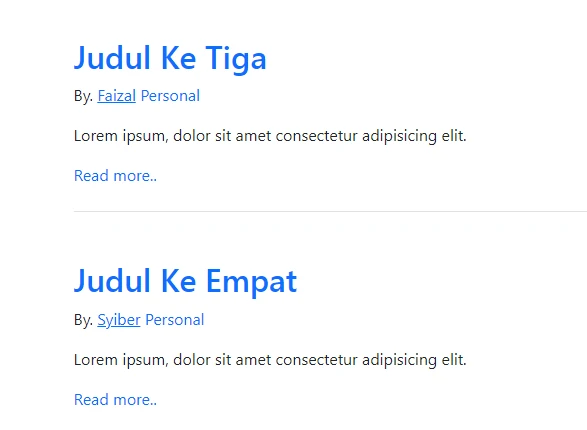 Judul Ke Tiga
By. Faizal Personal
Lorem ipsum, dolor sit amet consectetur adipisicing elit.
Read more..
Judul Ke Empat
By. Syiber Personal
Lorem ipsum, dolor sit amet consectetur adipisicing elit.
Read more..